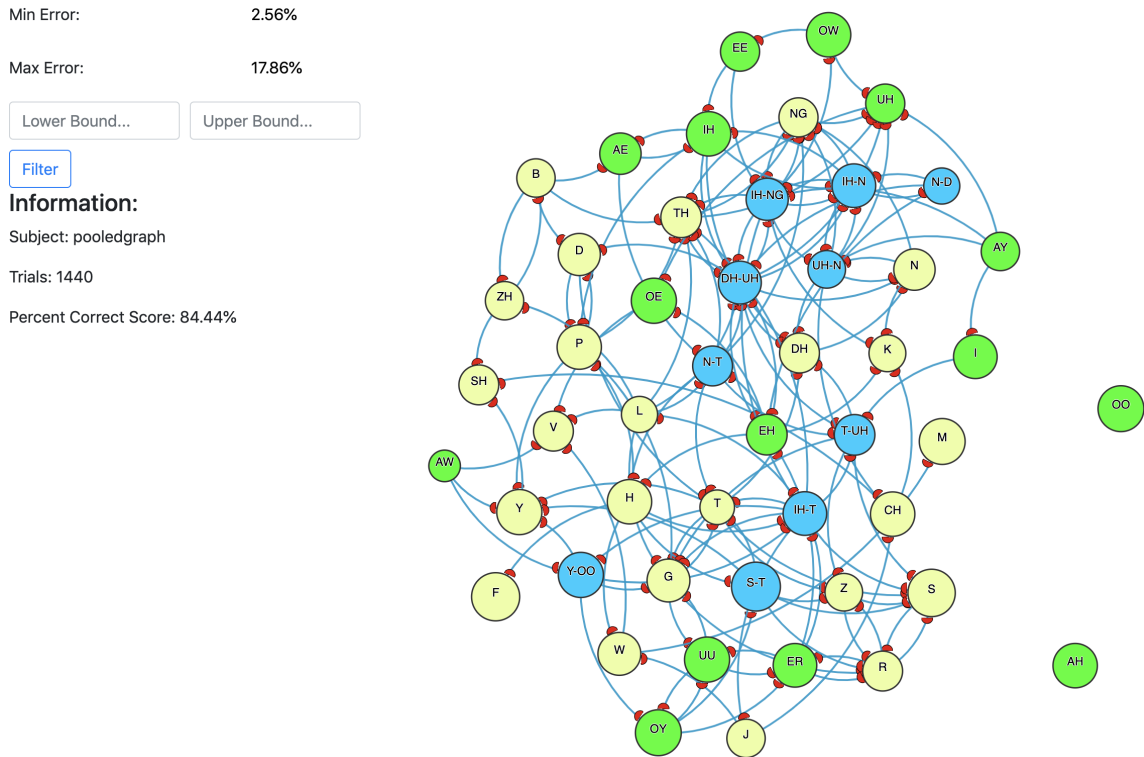 Min Error: 2.56%
Max Error: 17.86%
Lower Bound... Upper Bound...
Filter
Information:
Subject: pooledgraph
Trials: 1440
Percent Correct Score: 84.44%
OW
EE
UH
NG
IH
AE
B
IH-N
N-D
IH-NG
TH
D
AY
UH-N
N
DH-UH
ZH
OE
P
DH
K
I
N-T
SH
OO
L
V
EH
T-UH
M
AW
Y
H
T
IH-T
CH
Y-OO
G
S-T
Z
S
F
W
UU
ER
R
AH
OY
J